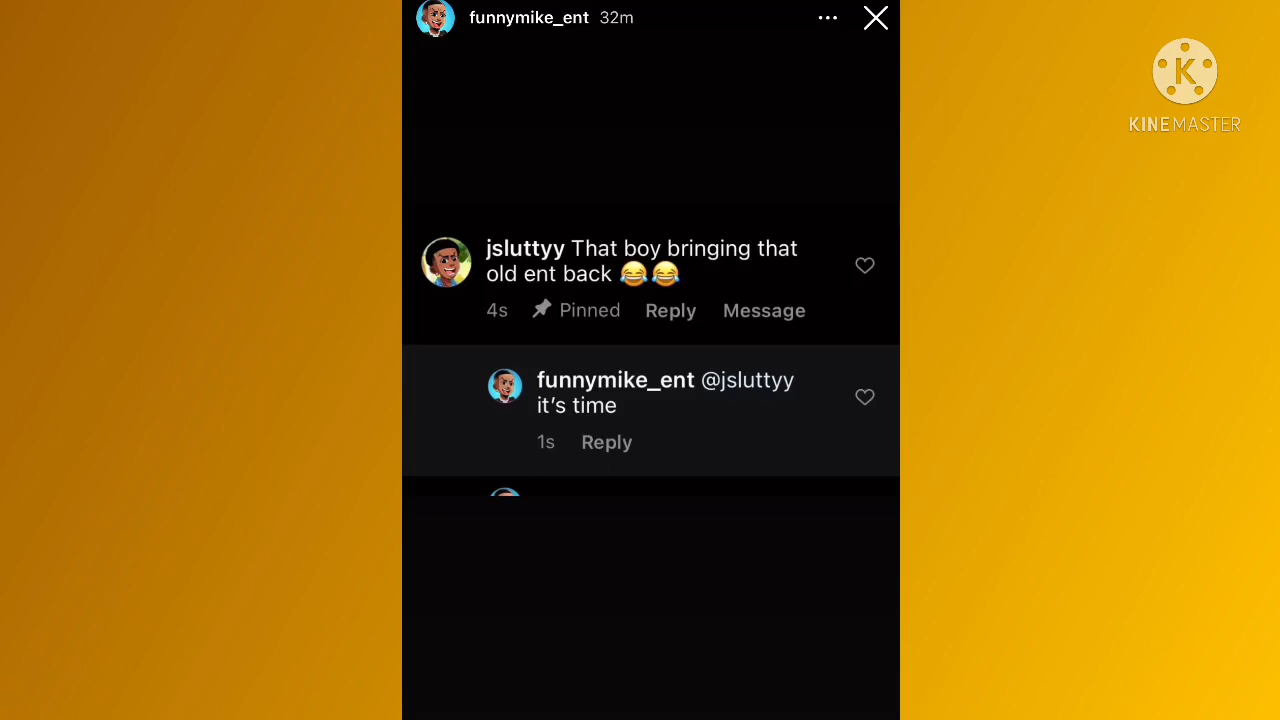 funnymike_ent 32m
K
KINEMASTER
jsluttyy That boy bringing that
old ent back 😂😂
4s Pinned Reply Message
funnymike_ent @jsluttyy
it’s time
1s Reply